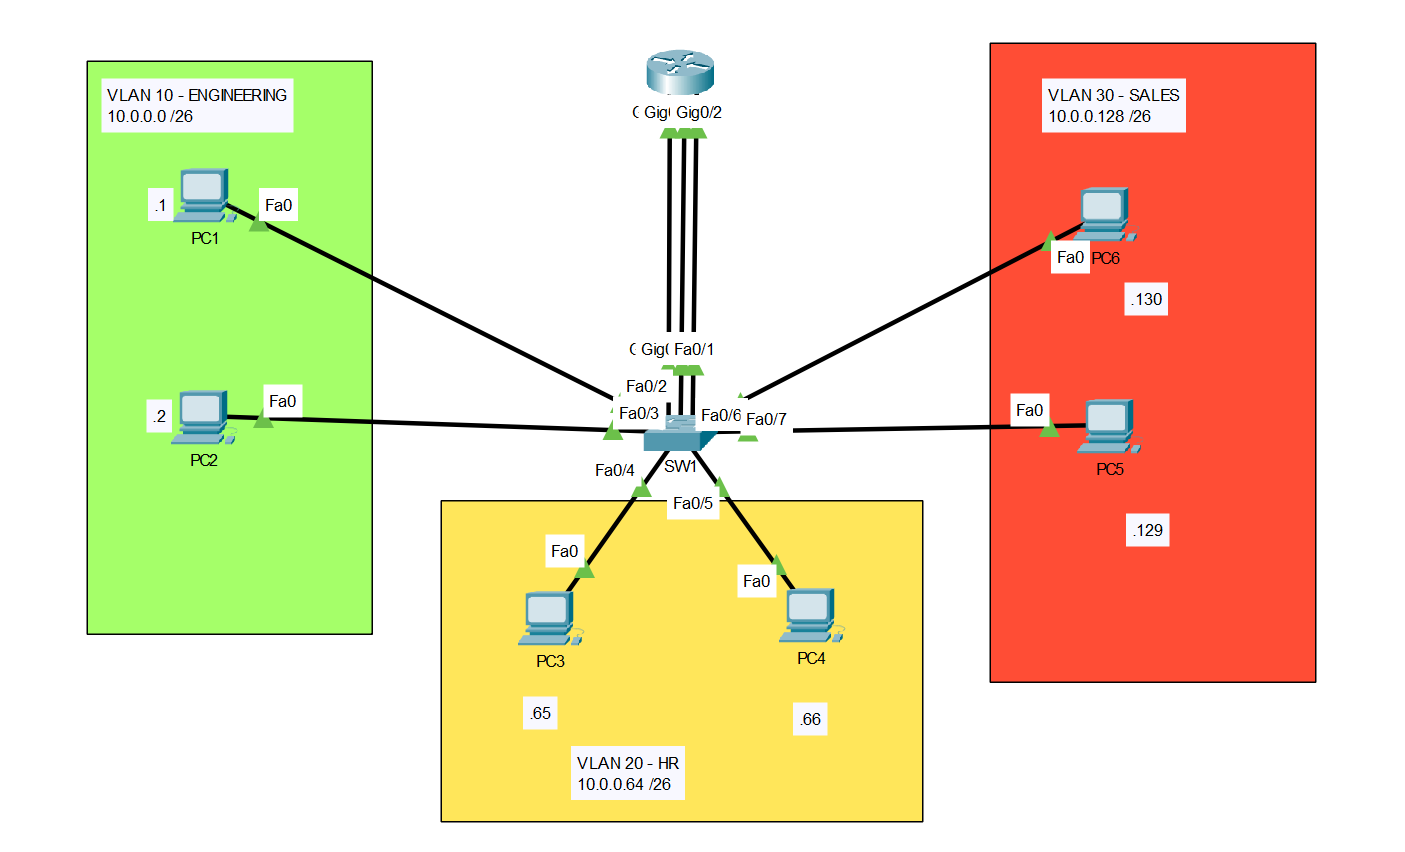 VLAN 10 - ENGINEERING
10.0.0.0 /26
.1
Fa0
PC1
.2
Fa0
PC2
Gig0/2
Fa0/1
Fa0/2
Fa0/3
Fa0/6
Fa0/7
SW1
Fa0/4
Fa0/5
VLAN 30 - SALES
10.0.0.128 /26
Fa0
PC6
.130
Fa0
PC5
.129
Fa0
PC3
.65
Fa0
PC4
.66
VLAN 20 - HR
10.0.0.64 /26